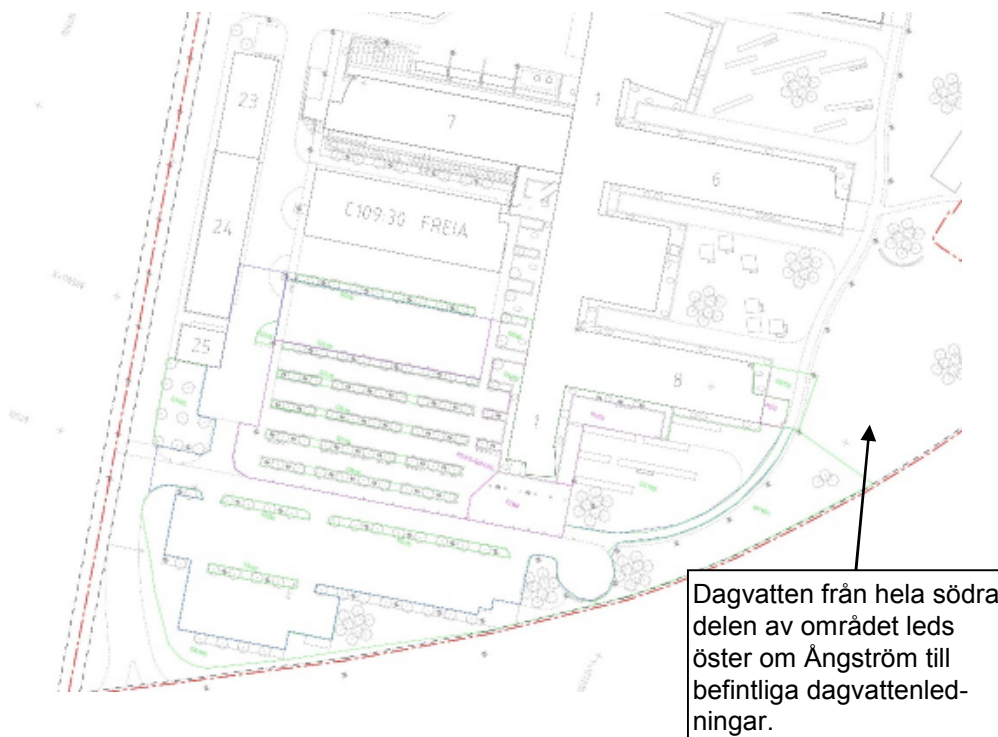 23
1
7
6
24
C109:30 FREIA
25
8
1
Dagvatten från hela södra
delen av området leds
öster om Ångström till
befintliga dagvattenled-
ningar.